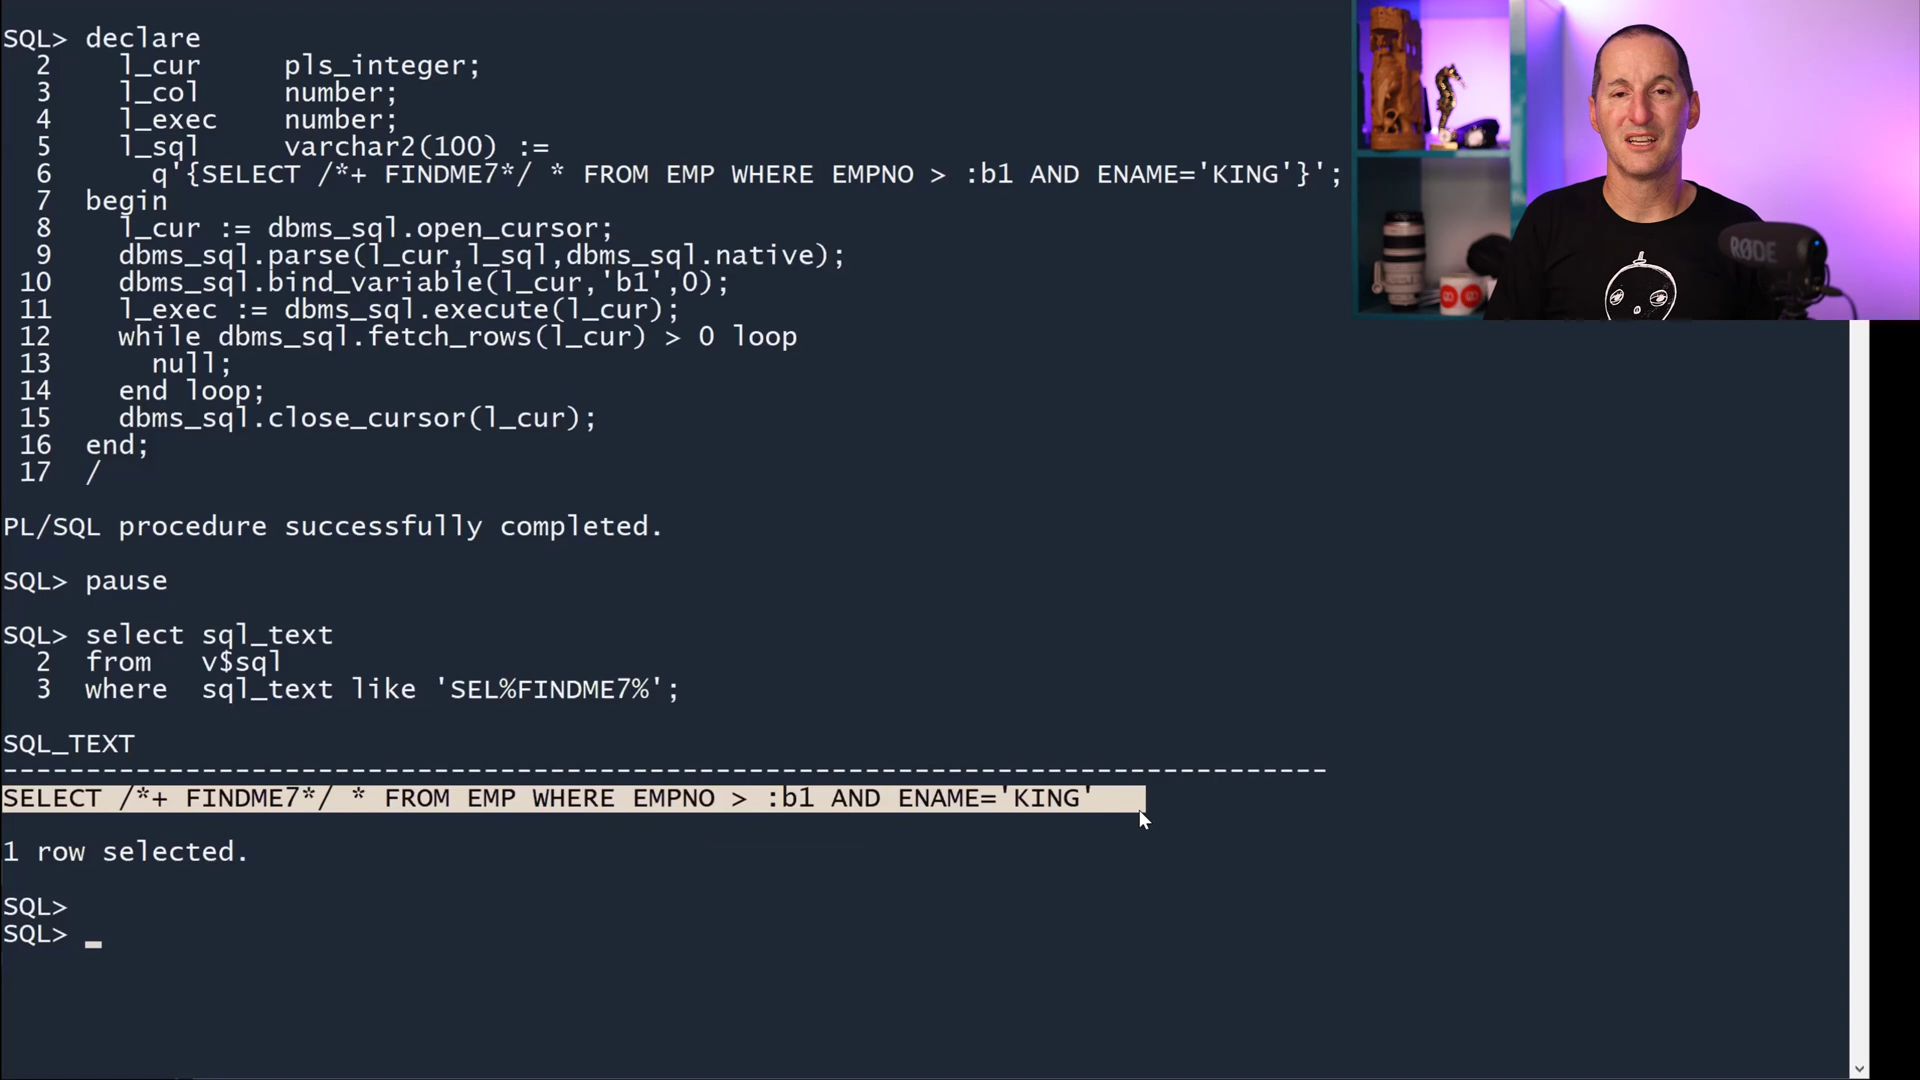 SQL> declare
  2    l_cur     pls_integer;
  3    l_col     number;
  4    l_exec    number;
  5    l_sql     varchar2(100) :=
  6      q'{SELECT /*+ FINDME7*/ * FROM EMP WHERE EMPNO > :b1 AND ENAME='KING'}';
  7  begin
  8    l_cur := dbms_sql.open_cursor;
  9    dbms_sql.parse(l_cur,l_sql,dbms_sql.native);
 10    dbms_sql.bind_variable(l_cur,'b1',0);
 11    l_exec := dbms_sql.execute(l_cur);
 12    while dbms_sql.fetch_rows(l_cur) > 0 loop
 13      null;
 14    end loop;
 15    dbms_sql.close_cursor(l_cur);
 16  end;
 17  /
PL/SQL procedure successfully completed.
SQL> pause
SQL> select sql_text
  2  from   v$sql
  3  where  sql_text like 'SEL%FINDME7%';
SQL_TEXT
--------------------------------------------------------------------------------
SELECT /*+ FINDME7*/ * FROM EMP WHERE EMPNO > :b1 AND ENAME='KING'
1 row selected.
SQL>
SQL> _
RØDE